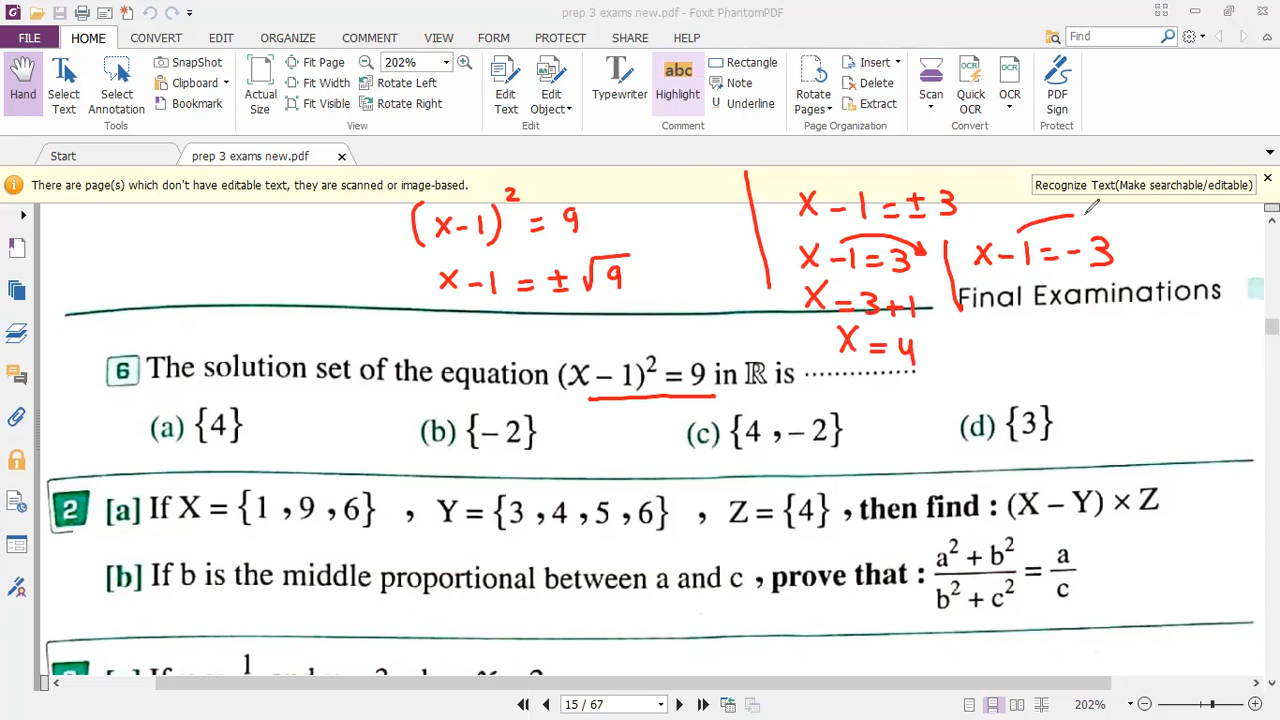 prep 3 exams new.pdf - Foxit PhantomPDF
FILE HOME CONVERT EDIT ORGANIZE COMMENT VIEW FORM PROTECT SHARE HELP Find
Hand
Select Text
Select Annotation
SnapShot
Clipboard
Bookmark
Tools
Actual Size
Fit Page
Fit Width
Fit Visible
202%
Rotate Left
Rotate Right
View
Edit Text
Edit Object
Edit
Typewriter
abc Highlight
Rectangle
Note
Underline
Comment
Rotate Pages
Insert
Delete
Extract
Page Organization
Scan
OCR Quick OCR
OCR OCR
Convert
PDF Sign
Protect
Start prep 3 exams new.pdf
There are page(s) which don't have editable text, they are scanned or image-based. Recognize Text(Make searchable/editable)
(x-1)² = 9
x-1 = ±√9
x-1 = ±3
x-1 = 3
x = 3+1
x = 4
x-1 = -3
Final Examinations
6 The solution set of the equation (X – 1)² = 9 in ℝ is ...............
(a) {4} (b) {– 2} (c) {4 , – 2} (d) {3}
2 [a] If X = {1 , 9 , 6} , Y = {3 , 4 , 5 , 6} , Z = {4} , then find : (X – Y) × Z
[b] If b is the middle proportional between a and c , prove that : (a² + b²)/(b² + c²) = a/c
15 / 67 202%